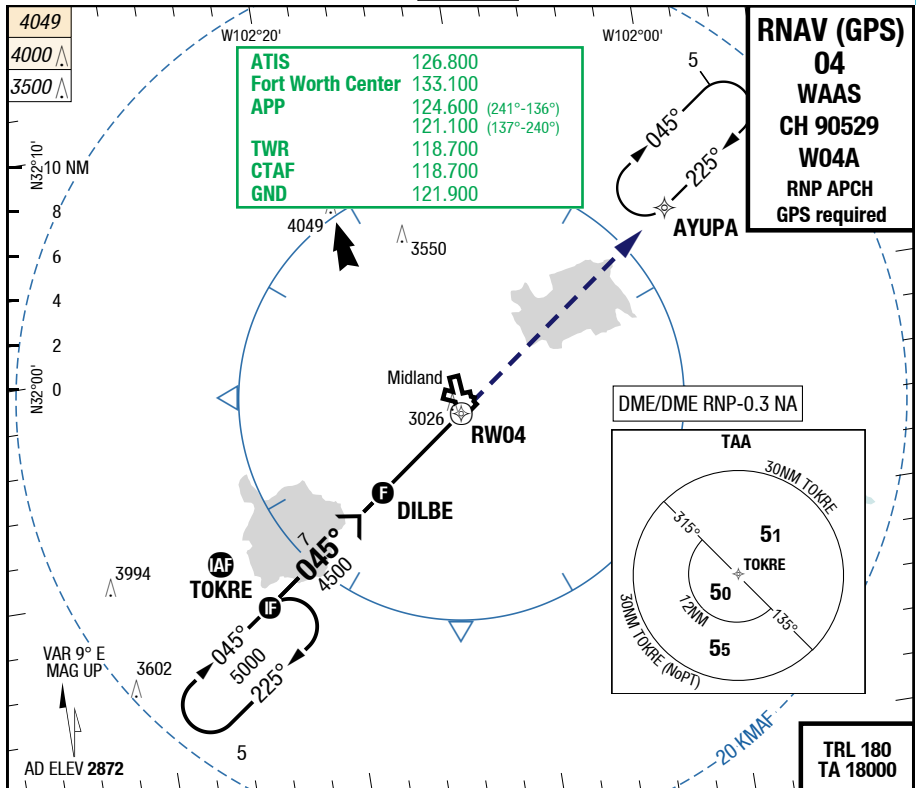 4049
4000
3500
W102°20'
W102°00'
RNAV (GPS)
04
WAAS
CH 90529
W04A
RNP APCH
GPS required
ATIS 126.800
Fort Worth Center 133.100
APP 124.600 (241°-136°)
121.100 (137°-240°)
TWR 118.700
CTAF 118.700
GND 121.900
5
045°
225°
AYUPA
N32°10'
10 NM
8
6
4
2
0
N32°00'
4049
3550
Midland
3026
RW04
DME/DME RNP-0.3 NA
F
DILBE
7
045°
4500
IAF
TOKRE
IF
3994
045°
5000
225°
3602
5
VAR 9° E
MAG UP
AD ELEV 2872
TAA
30NM TOKRE
315°
51
TOKRE
50
12NM
135°
55
30NM TOKRE (NoPT)
20 KMAF
TRL 180
TA 18000